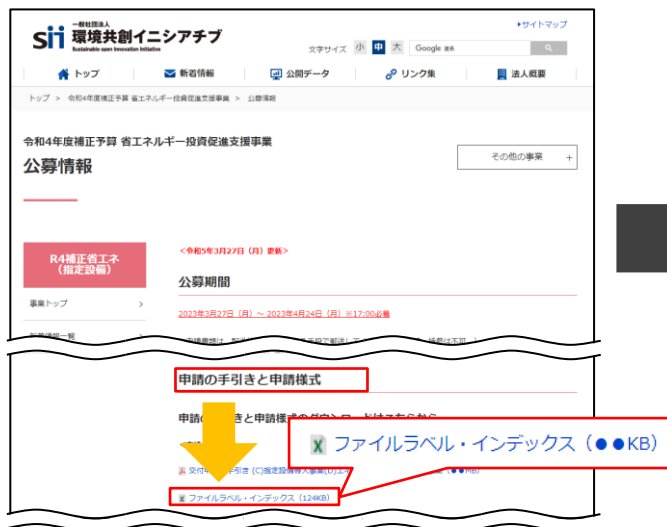 一般社団法人
sii 環境共創イニシアチブ
Sustainable open Innovation Initiative
サイトマップ
文字サイズ 小 中 大 Google 検索
トップ 新着情報 公開データ リンク集 法人概要
トップ > 令和4年度補正予算 省エネルギー投資促進支援事業 > 公募情報
令和4年度補正予算 省エネルギー投資促進支援事業
公募情報
その他の事業 +
R4補正省エネ
(指定設備)
<令和5年3月27日（月）更新>
公募期間
事業トップ >
2023年3月27日（月）～ 2023年4月24日（月）※17:00必着
申請の手引きと申請様式
ファイルラベル・インデックス（●●KB）
ファイルラベル・インデックス（124KB）